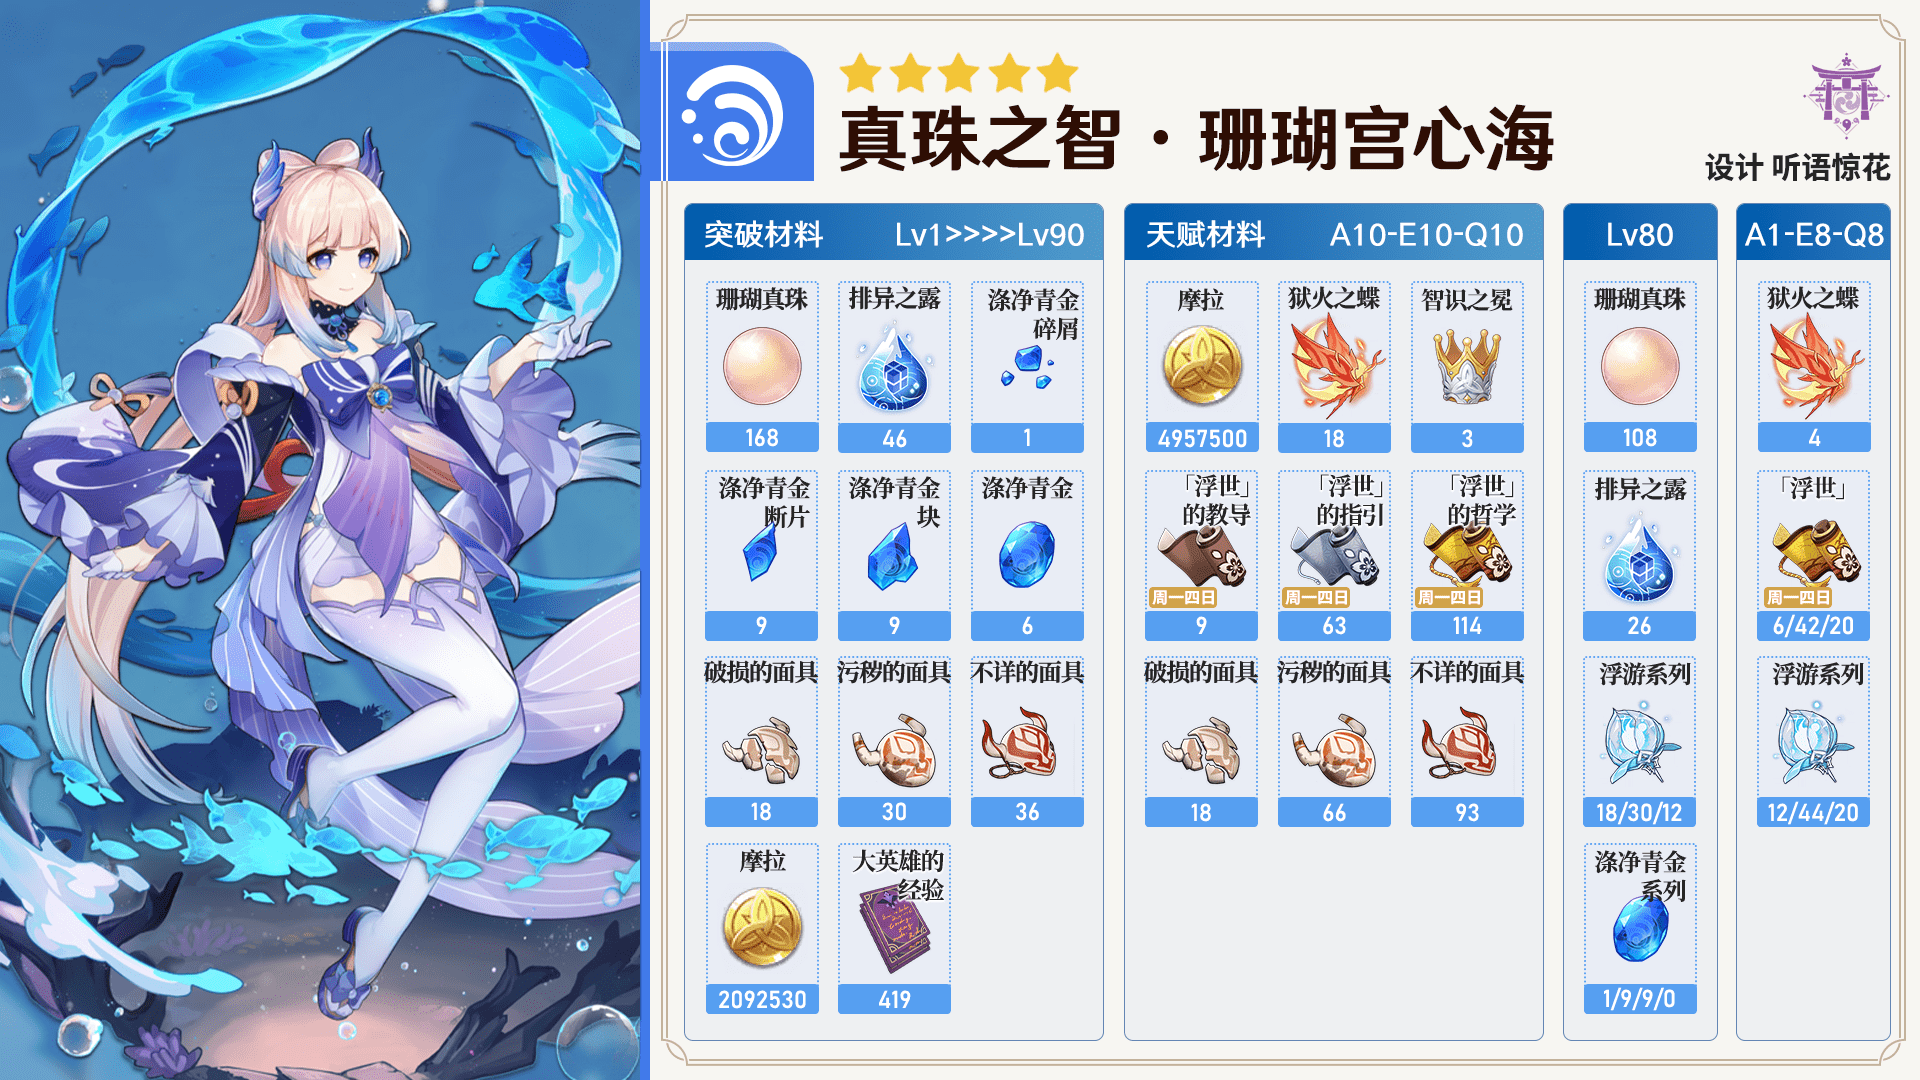 真珠之智·珊瑚宫心海
设计 听语惊花
突破材料 Lv1>>>>Lv90
珊瑚真珠
168
排异之露
46
涤净青金
碎屑
1
涤净青金
断片
9
涤净青金
块
9
涤净青金
6
破损的面具
18
污秽的面具
30
不详的面具
36
摩拉
2092530
大英雄的
经验
419
天赋材料 A10-E10-Q10
摩拉
4957500
狱火之蝶
18
智识之冕
3
「浮世」
的教导
周一四日
9
「浮世」
的指引
周一四日
63
「浮世」
的哲学
周一四日
114
破损的面具
18
污秽的面具
66
不详的面具
93
Lv80
珊瑚真珠
108
排异之露
26
浮游系列
18/30/12
涤净青金
系列
1/9/9/0
A1-E8-Q8
狱火之蝶
4
「浮世」
周一四日
6/42/20
浮游系列
12/44/20